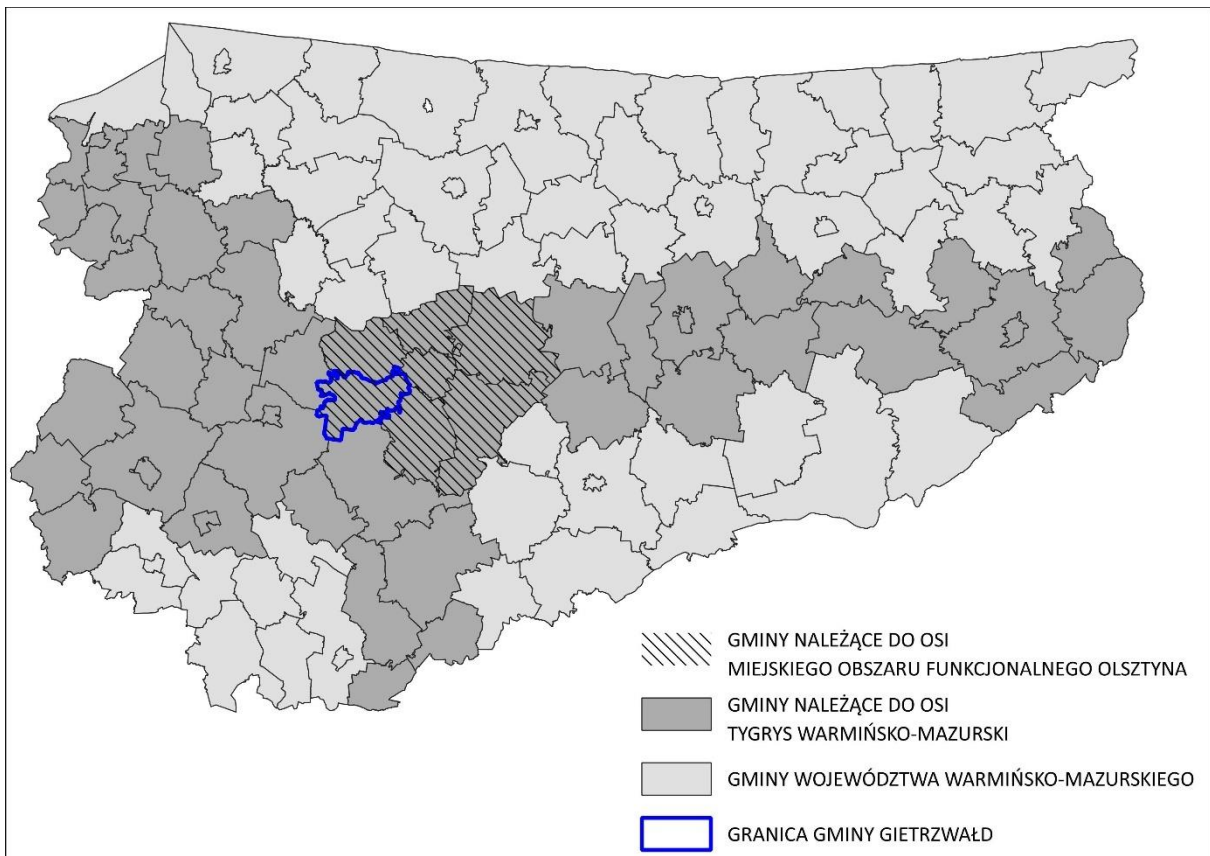 GMINY NALEŻĄCE DO OSI
MIEJSKIEGO OBSZARU FUNKCJONALNEGO OLSZTYNA
GMINY NALEŻĄCE DO OSI
TYGRYS WARMIŃSKO-MAZURSKI
GMINY WOJEWÓDZTWA WARMIŃSKO-MAZURSKIEGO
GRANICA GMINY GIETRZWAŁD